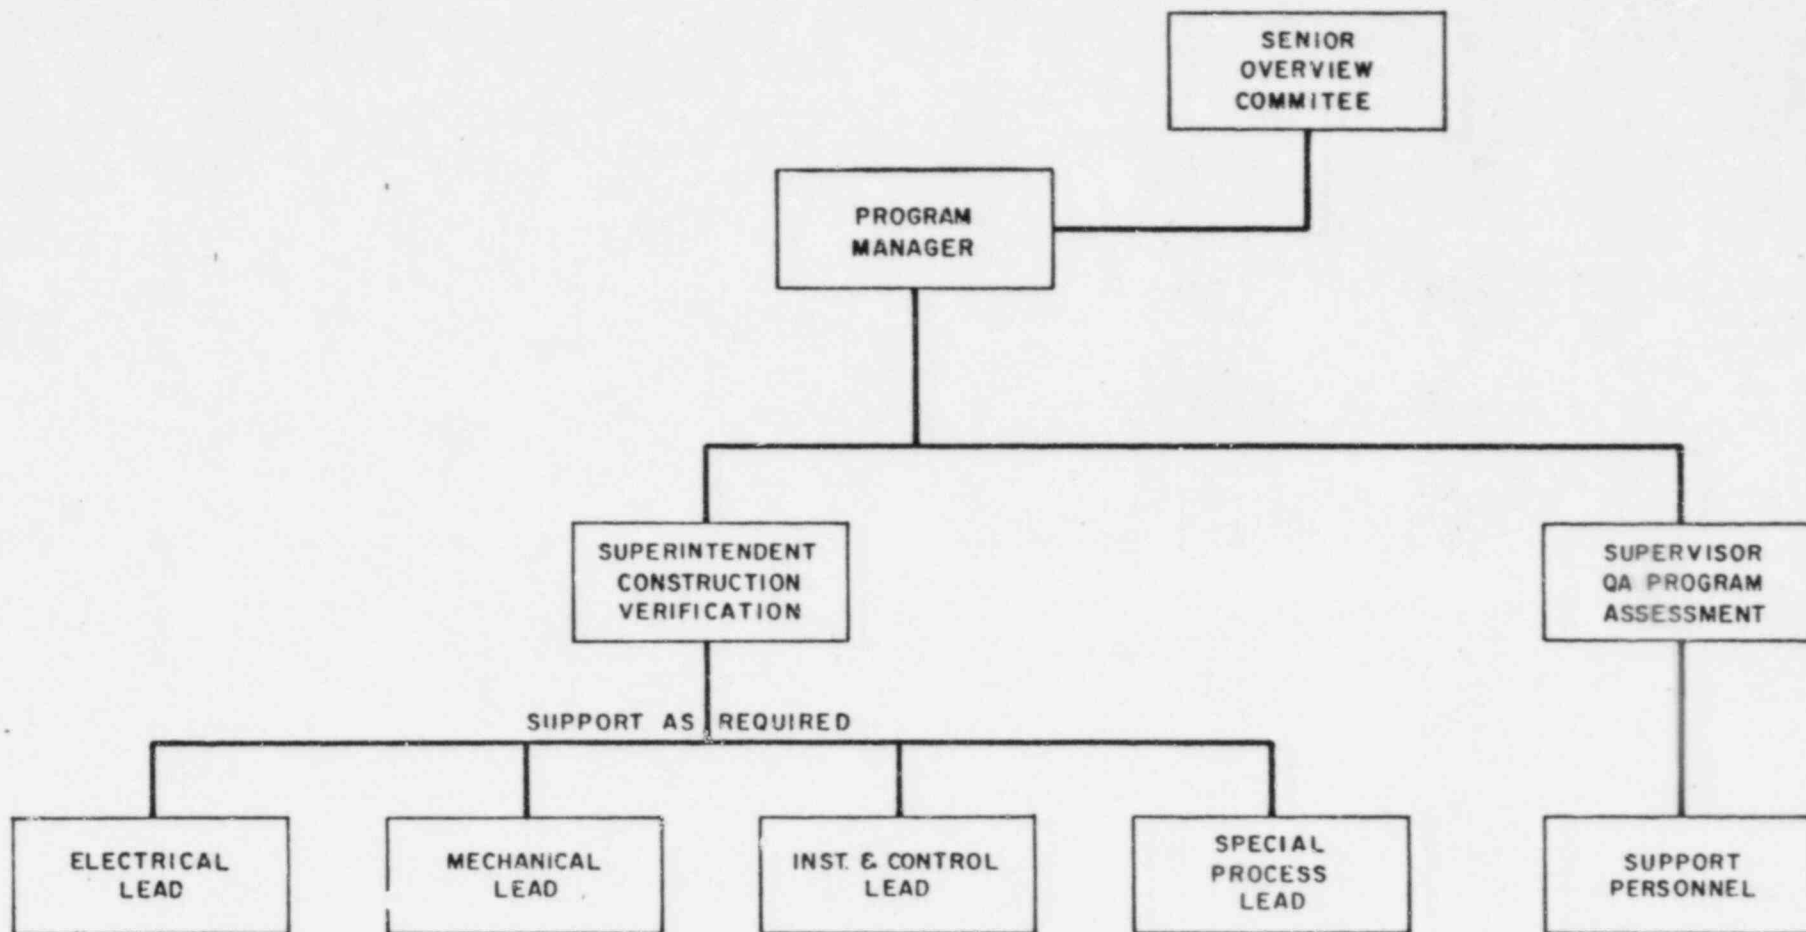 SENIOR
OVERVIEW
COMMITEE
PROGRAM
MANAGER
SUPERINTENDENT
CONSTRUCTION
VERIFICATION
SUPERVISOR
QA PROGRAM
ASSESSMENT
SUPPORT AS REQUIRED
ELECTRICAL
LEAD
MECHANICAL
LEAD
INST. & CONTROL
LEAD
SPECIAL
PROCESS
LEAD
SUPPORT
PERSONNEL